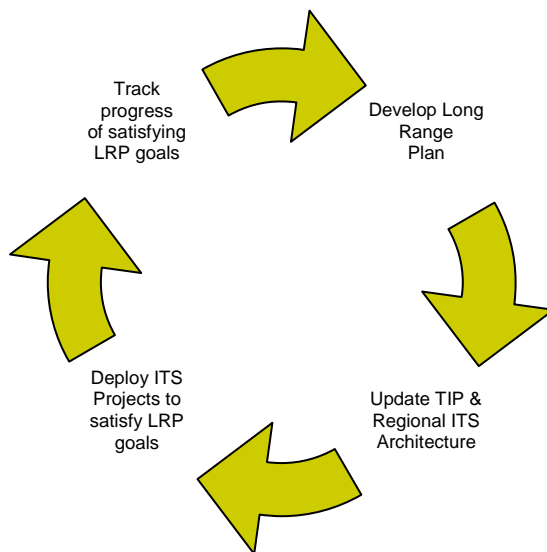 Track
progress
of satisfying
LRP goals
Develop Long
Range
Plan
Update TIP &
Regional ITS
Architecture
Deploy ITS
Projects to
satisfy LRP
goals